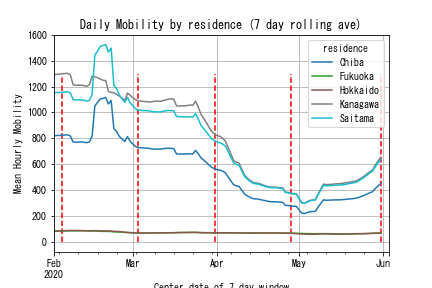 Daily Mobility by residence (7 day rolling ave)
1600
1400
1200
1000
800
600
400
200
0
Mean Hourly Mobility
residence
Chiba
Fukuoka
Hokkaido
Kanagawa
Saitama
Feb Mar Apr May Jun
2020
Center date of 7 day window